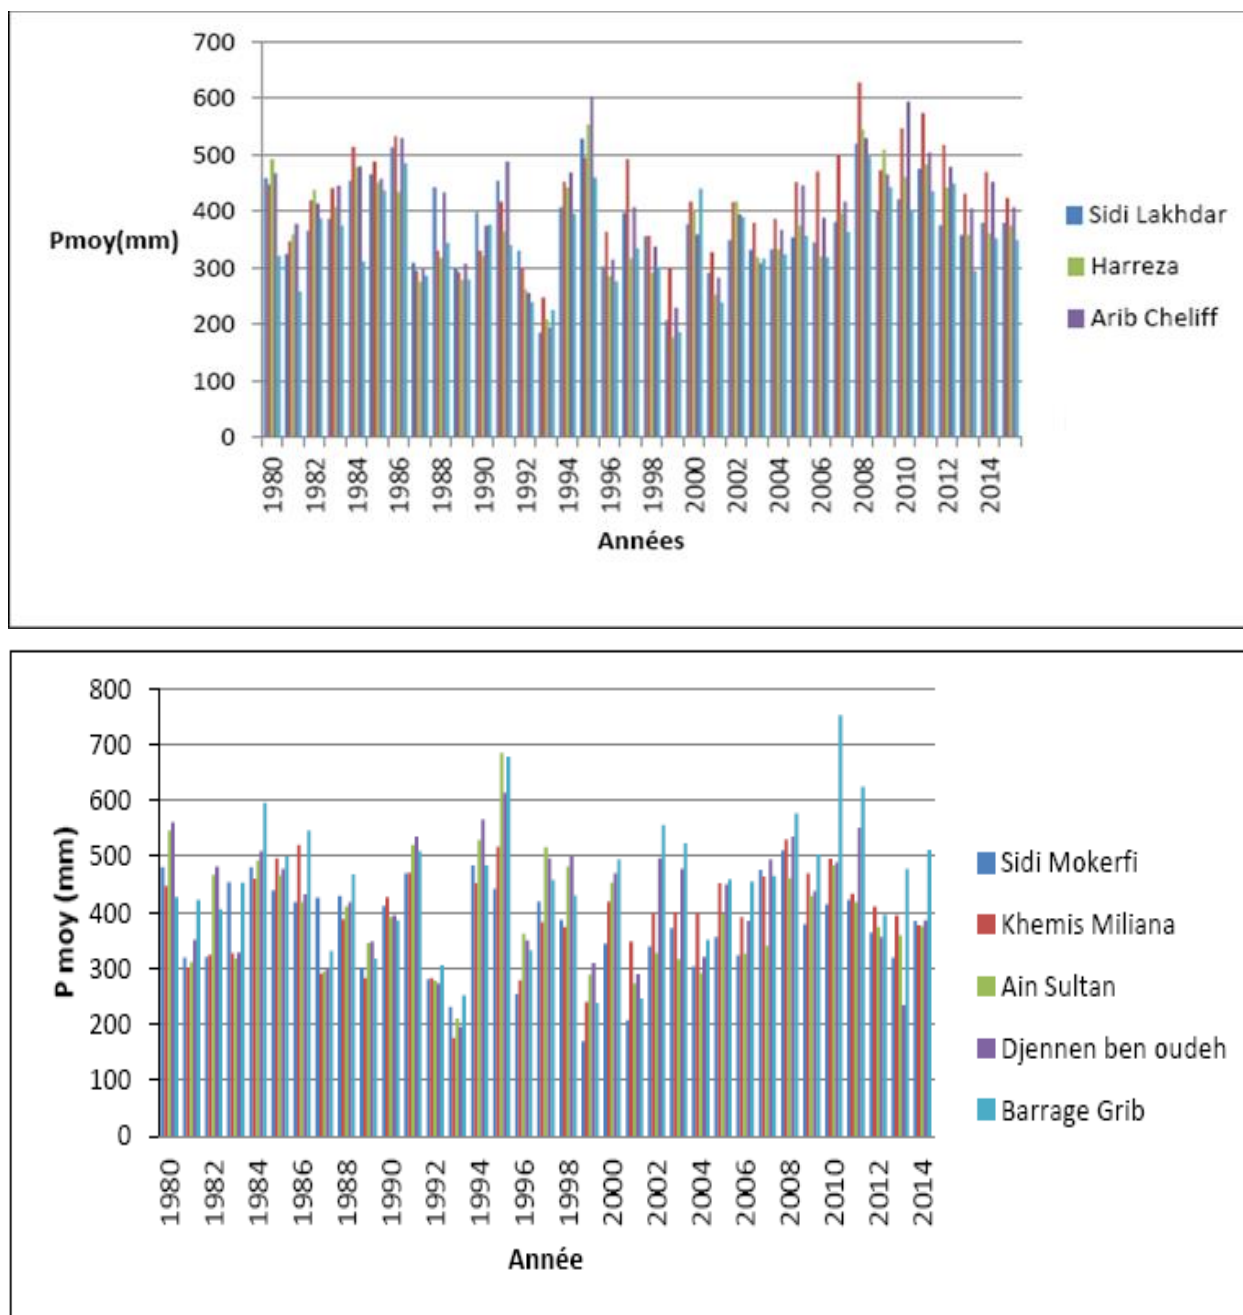 700
600
500
400
300
200
100
0
Pmoy(mm)
1980 1982 1984 1986 1988 1990 1992 1994 1996 1998 2000 2002 2004 2006 2008 2010 2012 2014
Années
Sidi Lakhdar
Harreza
Arib Cheliff
800
700
600
500
400
300
200
100
0
P moy (mm)
1980 1982 1984 1986 1988 1990 1992 1994 1996 1998 2000 2002 2004 2006 2008 2010 2012 2014
Année
Sidi Mokerfi
Khemis Miliana
Ain Sultan
Djennen ben oudeh
Barrage Grib